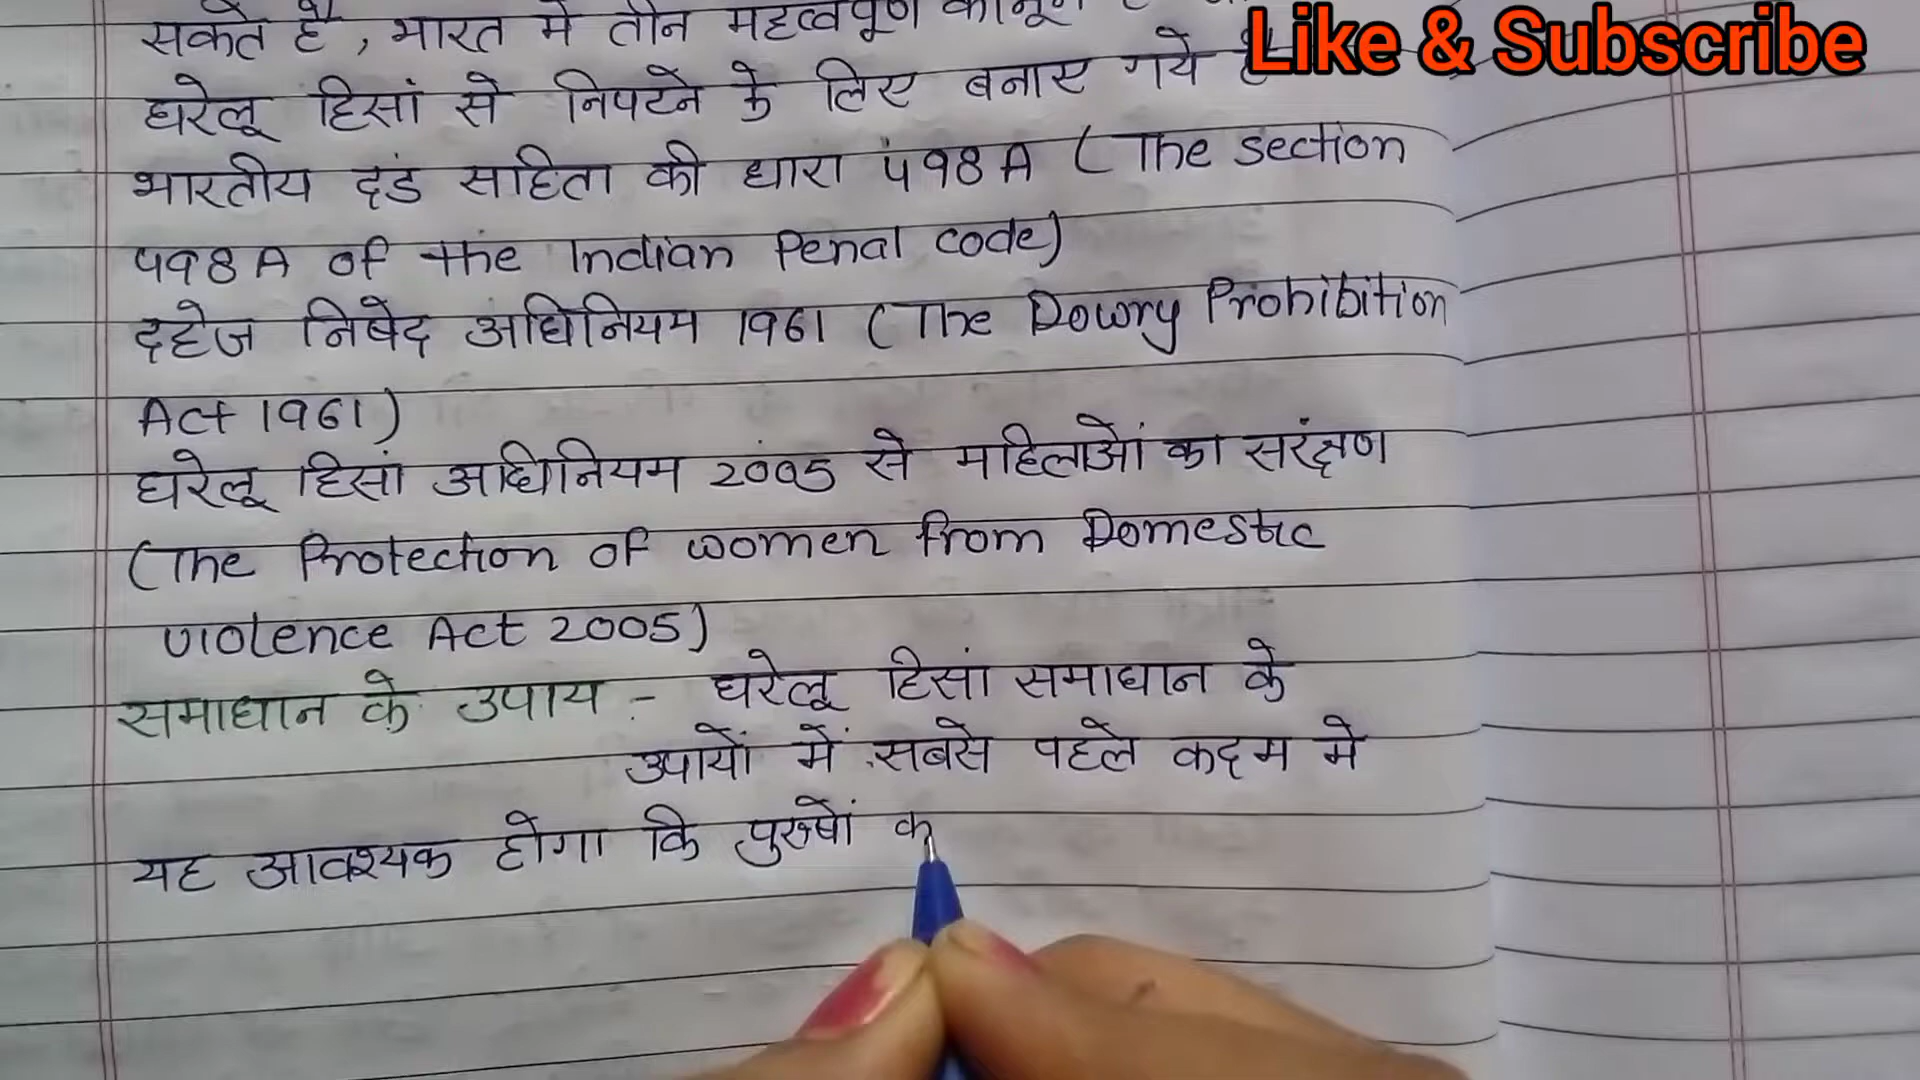 सकते है, भारत मे तीन महत्वपूर्ण कानून
Like & Subscribe
घरेलू हिसां से निपटने के लिए बनाए गये है
भारतीय दंड सहिता की धारा 498 A (The section
498 A of the Indian Penal code)
दहेज निषेद अधिनियम 1961 (The Dowry Prohibition
Act 1961)
घरेलू हिसां अधिनियम 2005 से महिलाओं का सरंक्षण
(The Protection of women from Domestic
violence Act 2005)
समाधान के उपाय :- घरेलू हिसां समाधान के
उपायों में सबसे पहले कदम मे
यह आवश्यक होगा कि पुरुषों क